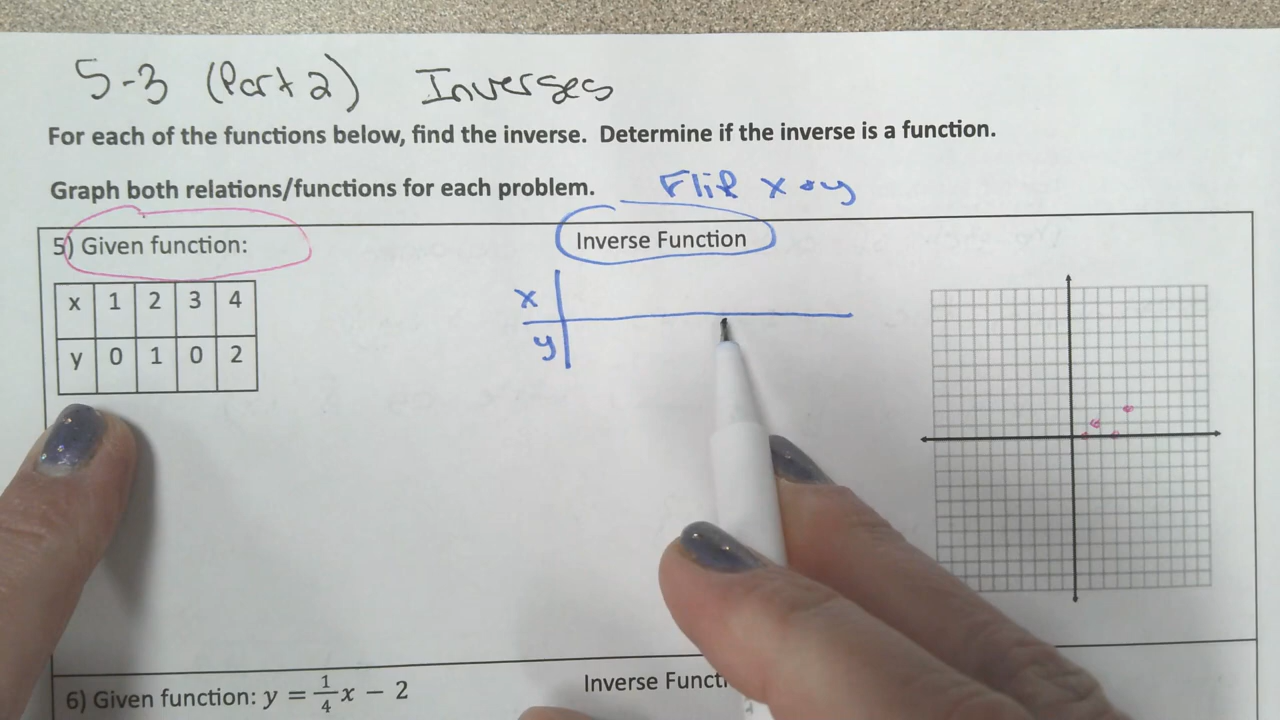 5-3 (Part 2) Inverses
For each of the functions below, find the inverse. Determine if the inverse is a function.
Graph both relations/functions for each problem. Flip x + y
5) Given function: Inverse Function
x 1 2 3 4
y 0 1 0 2
x
y
6) Given function: y = 1/4 x − 2 Inverse Functi